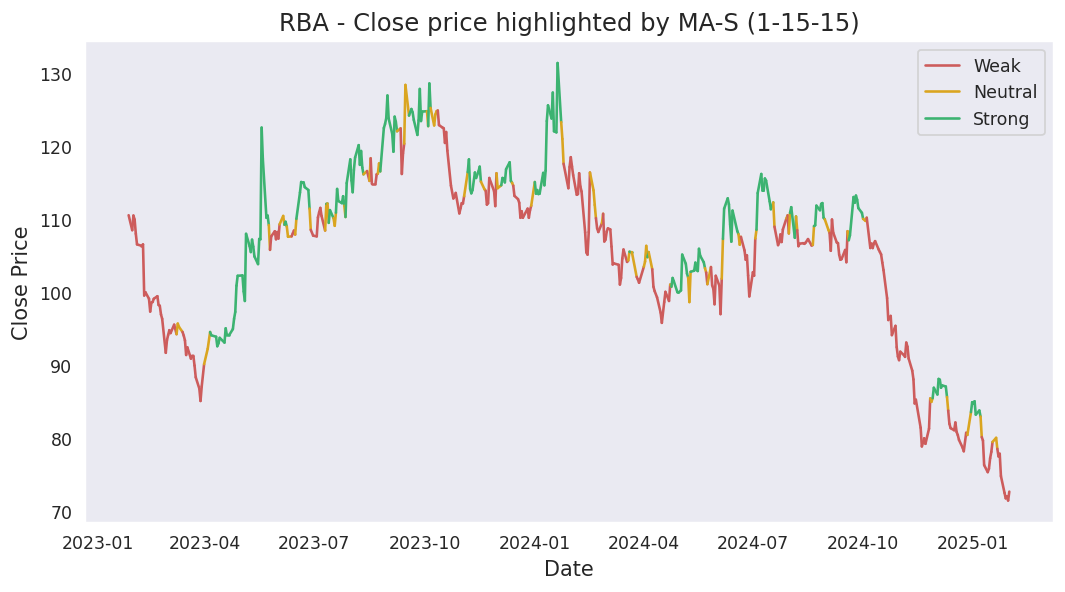 RBA - Close price highlighted by MA-S (1-15-15)
Weak
Neutral
Strong
Close Price
130
120
110
100
90
80
70
2023-01 2023-04 2023-07 2023-10 2024-01 2024-04 2024-07 2024-10 2025-01
Date